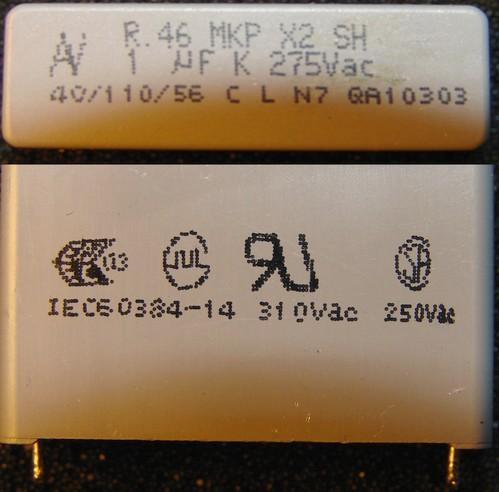 R.46 MKP X2 SH
1 µF K 275Vac
40/110/56 C L N7 QA10303
IEC60384-14 310Vac 250Vac